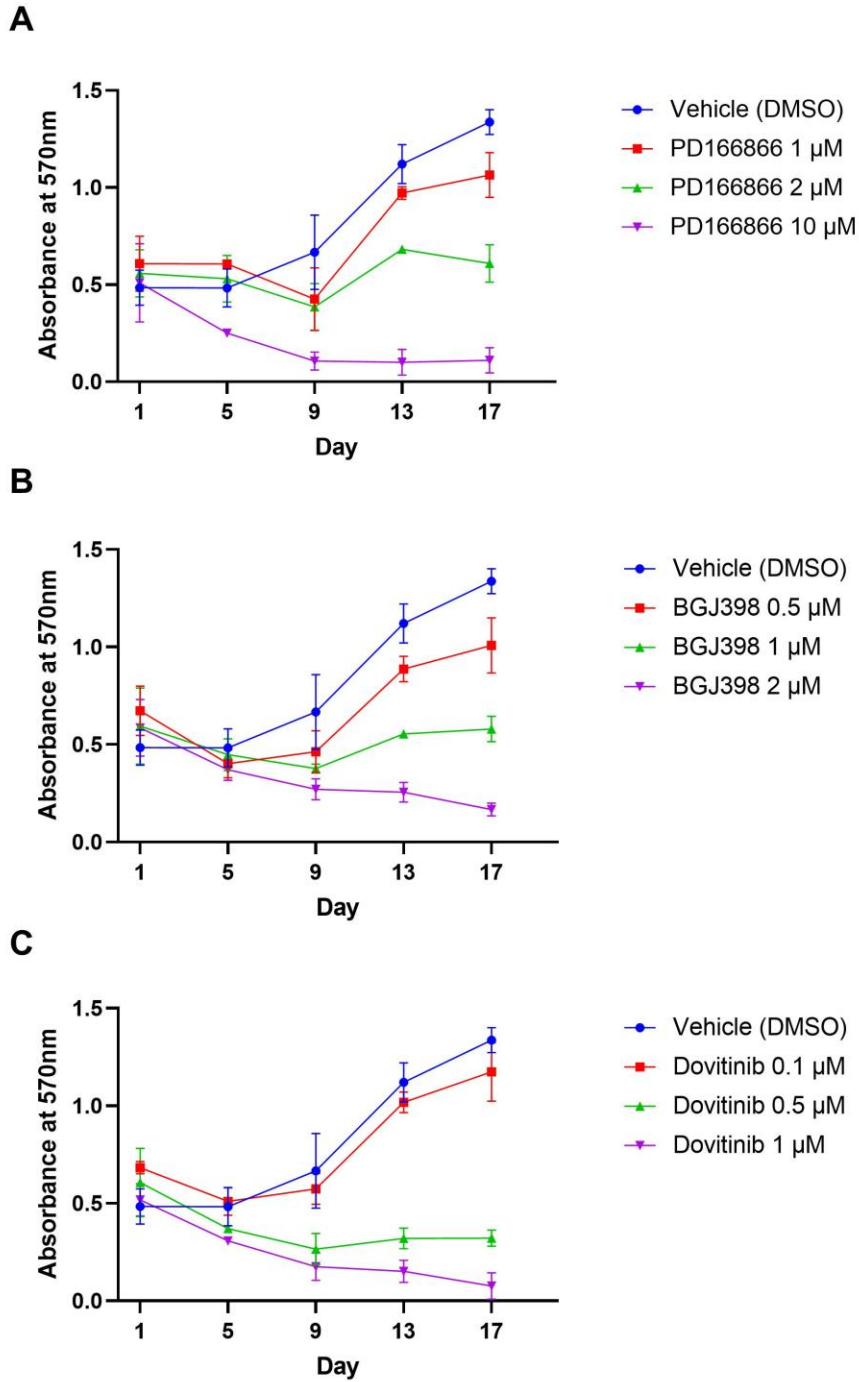 A
Absorbance at 570nm
1.5
1.0
0.5
0.0
1 5 9 13 17
Day
Vehicle (DMSO)
PD166866 1 µM
PD166866 2 µM
PD166866 10 µM
B
Absorbance at 570nm
1.5
1.0
0.5
0.0
1 5 9 13 17
Day
Vehicle (DMSO)
BGJ398 0.5 µM
BGJ398 1 µM
BGJ398 2 µM
C
Absorbance at 570nm
1.5
1.0
0.5
0.0
1 5 9 13 17
Day
Vehicle (DMSO)
Dovitinib 0.1 µM
Dovitinib 0.5 µM
Dovitinib 1 µM